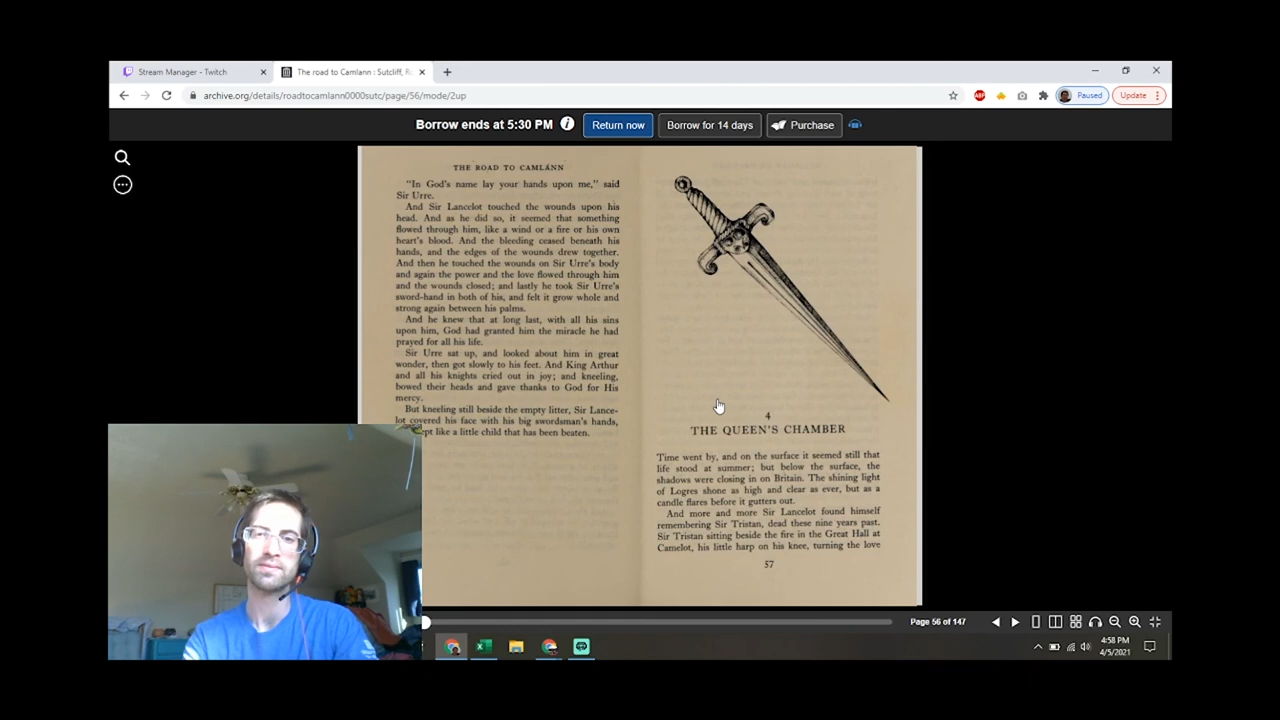 Stream Manager - Twitch
The road to Camlann : Sutcliff, Ro
archive.org/details/roadtocamlann0000sutc/page/56/mode/2up
ABP
Paused
Update
Borrow ends at 5:30 PM
Return now
Borrow for 14 days
Purchase
THE ROAD TO CAMLANN
"In God's name lay your hands upon me," said
Sir Urre.
And Sir Lancelot touched the wounds upon his
head. And as he did so, it seemed that something
flowed through him, like a wind or a fire or his own
heart's blood. And the bleeding ceased beneath his
hands, and the edges of the wounds drew together.
And then he touched the wounds on Sir Urre's body
and again the power and the love flowed through him
and the wounds closed; and lastly he took Sir Urre's
sword-hand in both of his, and felt it grow whole and
strong again between his palms.
And he knew that at long last, with all his sins
upon him, God had granted him the miracle he had
prayed for all his life.
Sir Urre sat up, and looked about him in great
wonder, then got slowly to his feet. And King Arthur
and all his knights cried out in joy; and kneeling,
bowed their heads and gave thanks to God for His
mercy.
But kneeling still beside the empty litter, Sir Lance-
lot covered his face with his big swordsman's hands,
ept like a little child that has been beaten.
4
THE QUEEN'S CHAMBER
Time went by, and on the surface it seemed still that
life stood at summer; but below the surface, the
shadows were closing in on Britain. The shining light
of Logres shone as high and clear as ever, but as a
candle flares before it gutters out.
And more and more Sir Lancelot found himself
remembering Sir Tristan, dead these nine years past.
Sir Tristan sitting beside the fire in the Great Hall at
Camelot, his little harp on his knee, turning the love
57
Page 56 of 147
4:58 PM
4/5/2021